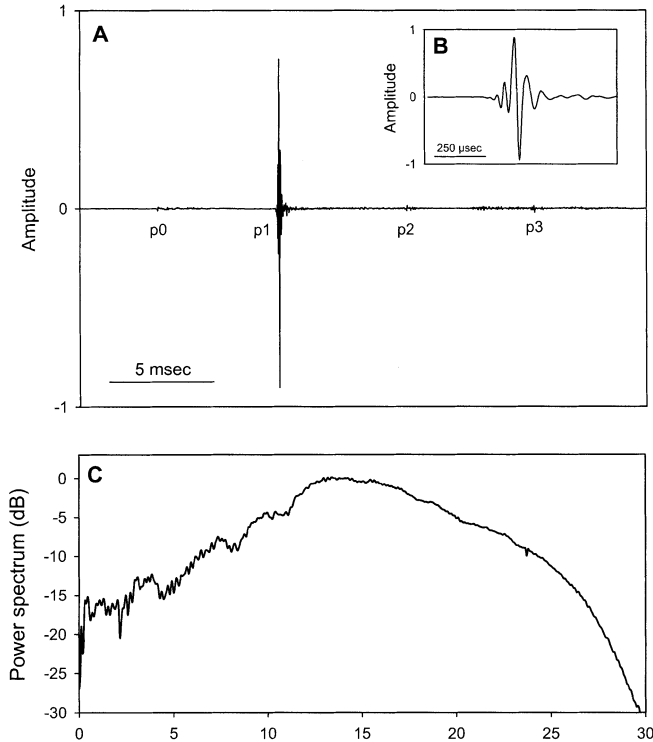 1
A
B
1
Amplitude
0
250 µsec
-1
Amplitude
0
p0 p1 p2 p3
5 msec
-1
C
Power spectrum (dB)
0
-5
-10
-15
-20
-25
-30
0 5 10 15 20 25 30